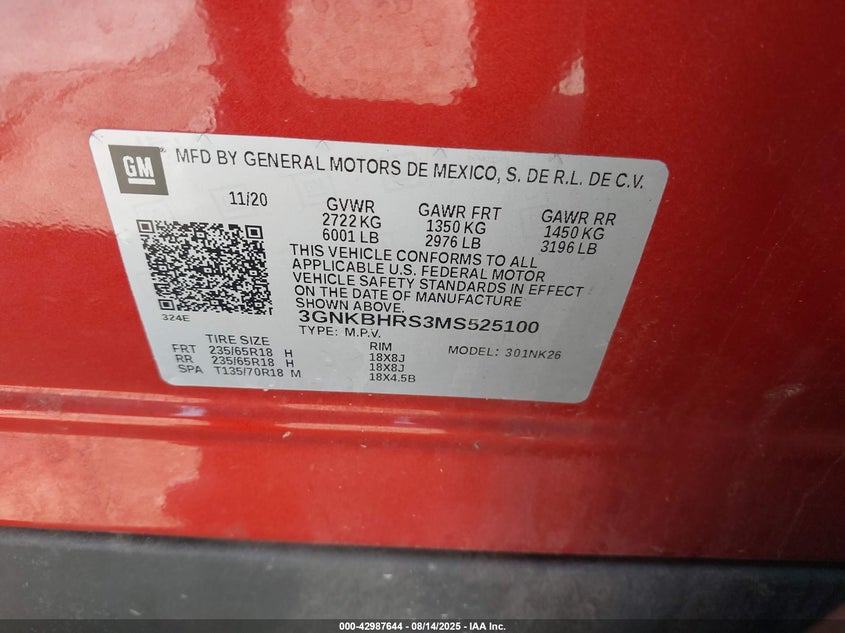 GM
® MFD BY GENERAL MOTORS DE MEXICO, S. DE R.L. DE C.V.
11/20
GVWR GAWR FRT GAWR RR
2722 KG 1350 KG 1450 KG
6001 LB 2976 LB 3196 LB
THIS VEHICLE CONFORMS TO ALL
APPLICABLE U.S. FEDERAL MOTOR
VEHICLE SAFETY STANDARDS IN EFFECT
ON THE DATE OF MANUFACTURE
SHOWN ABOVE.
324E
3GNKBHRS3MS525100
TYPE: M.P.V. MODEL: 301NK26
TIRE SIZE RIM
FRT 235/65R18 H 18X8J
RR 235/65R18 H 18X8J
SPA T135/70R18 M 18X4.5B
000-42987644 - 08/14/2025 - IAA Inc.